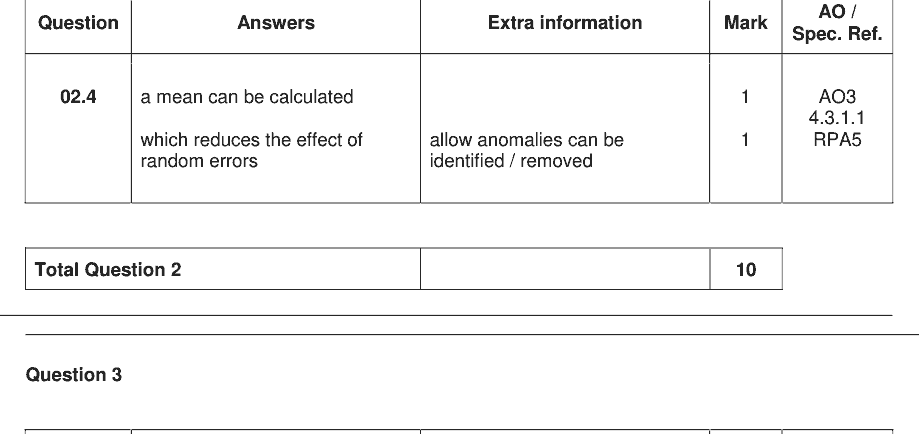 Question Answers Extra information Mark AO /
Spec. Ref.
02.4 a mean can be calculated 1 AO3
4.3.1.1
which reduces the effect of allow anomalies can be 1 RPA5
random errors identified / removed
Total Question 2 10
Question 3